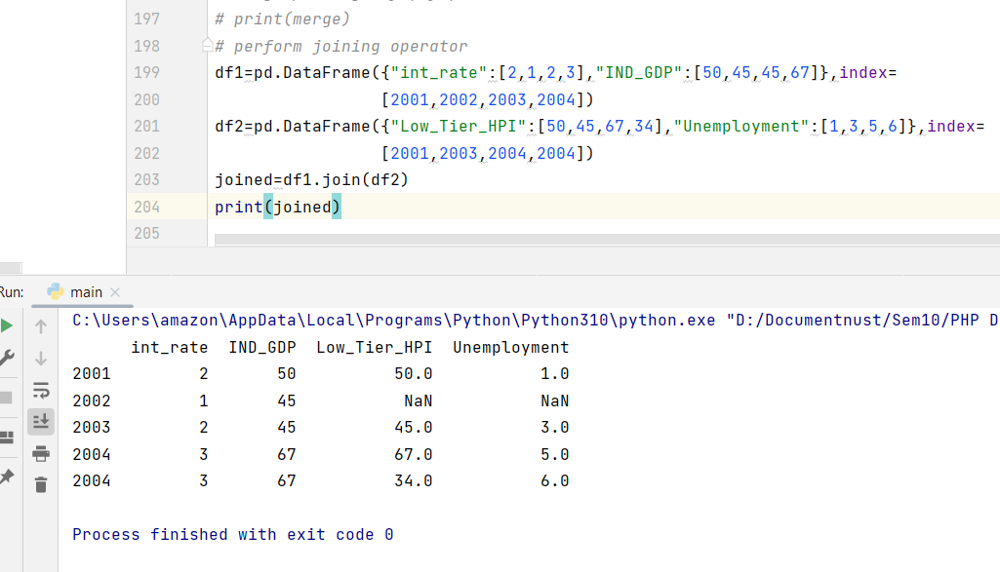 197 # print(merge)
198 # perform joining operator
199 df1=pd.DataFrame({"int_rate":[2,1,2,3],"IND_GDP":[50,45,45,67]},index=
200 [2001,2002,2003,2004])
201 df2=pd.DataFrame({"Low_Tier_HPI":[50,45,67,34],"Unemployment":[1,3,5,6]},index=
202 [2001,2003,2004,2004])
203 joined=df1.join(df2)
204 print(joined)
205
Run: main
C:\Users\amazon\AppData\Local\Programs\Python\Python310\python.exe "D:/Documentnust/Sem10/PHP D
int_rate IND_GDP Low_Tier_HPI Unemployment
2001 2 50 50.0 1.0
2002 1 45 NaN NaN
2003 2 45 45.0 3.0
2004 3 67 67.0 5.0
2004 3 67 34.0 6.0
Process finished with exit code 0